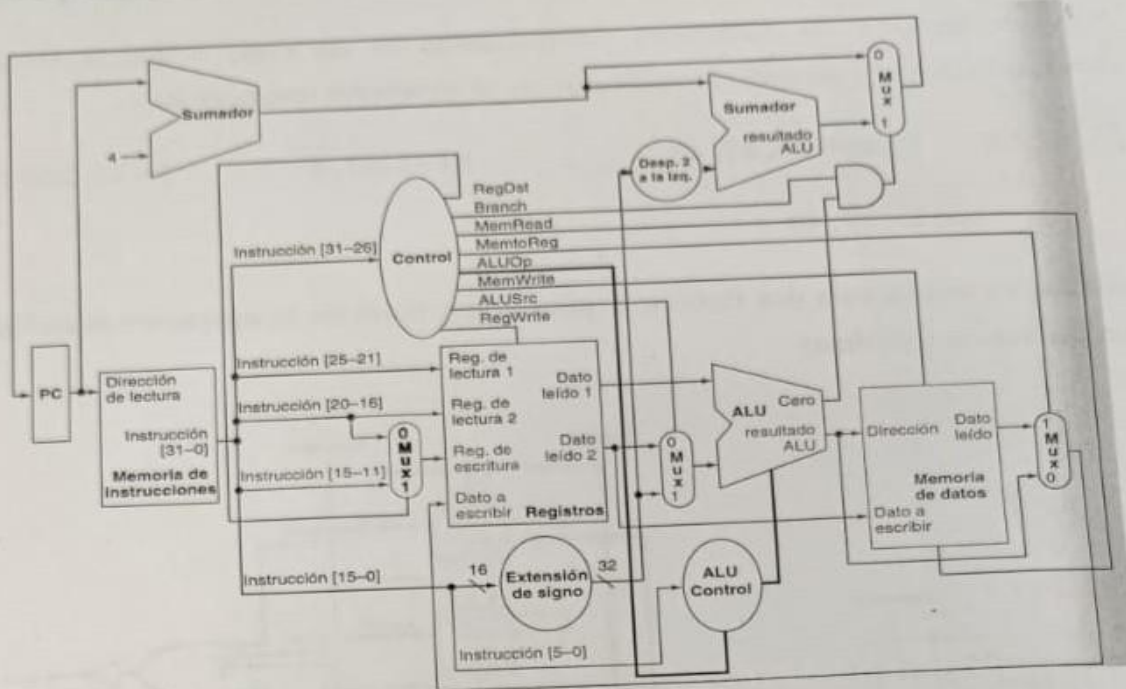 Sumador
4
0
Mux
1
Sumador
resultado
ALU
Desp. 2
a la izq.
RegDst
Branch
MemRead
MemtoReg
ALUOp
MemWrite
ALUSrc
RegWrite
Control
Instrucción [31–26]
Instrucción [25–21]
Instrucción [20–16]
Instrucción [15–11]
Instrucción [15–0]
Instrucción [5–0]
PC
Dirección
de lectura
Instrucción
[31–0]
Memoria de
Instrucciones
0
Mux
1
Reg. de
lectura 1
Reg. de
lectura 2
Reg. de
escritura
Dato a
escribir
Dato
leído 1
Dato
leído 2
Registros
0
Mux
1
ALU
Cero
resultado
ALU
Dirección
Dato
leído
Memoria
de datos
Dato a
escribir
1
Mux
0
16
Extensión
de signo
32
ALU
Control